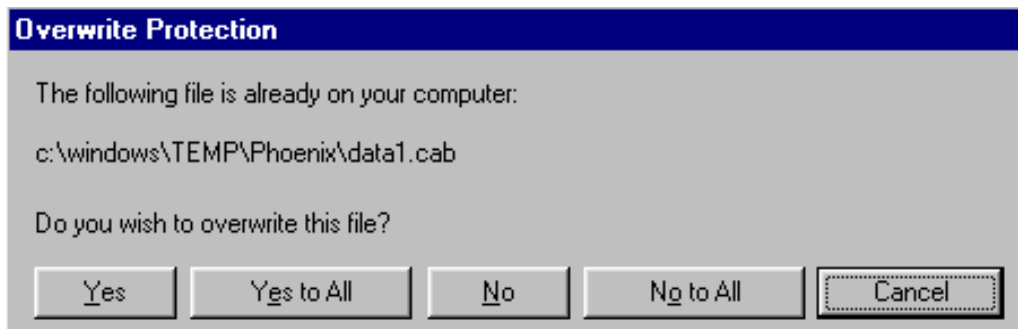 Overwrite Protection
The following file is already on your computer:
c:\windows\TEMP\Phoenix\data1.cab
Do you wish to overwrite this file?
Yes Yes to All No No to All Cancel